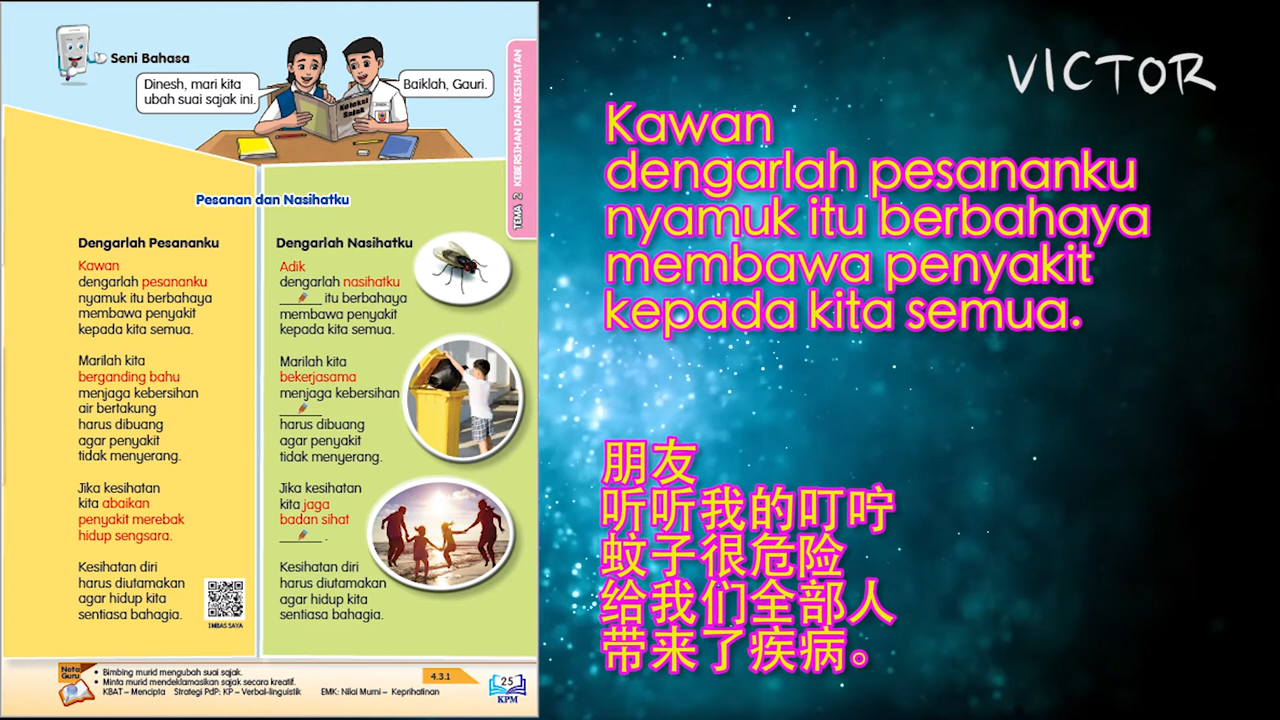 Seni Bahasa
Dinesh, mari kita
ubah suai sajak ini.
Baiklah, Gauri.
Koleksi
Sajak
TEMA 2 KEBERSIHAN DAN KESIHATAN
Pesanan dan Nasihatku
Dengarlah Pesananku
Kawan
dengarlah pesananku
nyamuk itu berbahaya
membawa penyakit
kepada kita semua.
Marilah kita
berganding bahu
menjaga kebersihan
air bertakung
harus dibuang
agar penyakit
tidak menyerang.
Jika kesihatan
kita abaikan
penyakit merebak
hidup sengsara.
Kesihatan diri
harus diutamakan
agar hidup kita
sentiasa bahagia.
IMBAS SAYA
Dengarlah Nasihatku
Adik
dengarlah nasihatku
______ itu berbahaya
membawa penyakit
kepada kita semua.
Marilah kita
bekerjasama
menjaga kebersihan
______
harus dibuang
agar penyakit
tidak menyerang.
Jika kesihatan
kita jaga
badan sihat
______ .
Kesihatan diri
harus diutamakan
agar hidup kita
sentiasa bahagia.
Nota
Guru
• Bimbing murid mengubah suai sajak.
• Minta murid mendeklamasikan sajak secara kreatif.
KBAT – Mencipta Strategi PdP: KP – Verbal-linguistik EMK: Nilai Murni – Keprihatinan
4.3.1
25
KPM
VICTOR
Kawan
dengarlah pesananku
nyamuk itu berbahaya
membawa penyakit
kepada kita semua.
朋友
听听我的叮咛
蚊子很危险
给我们全部人
带来了疾病。